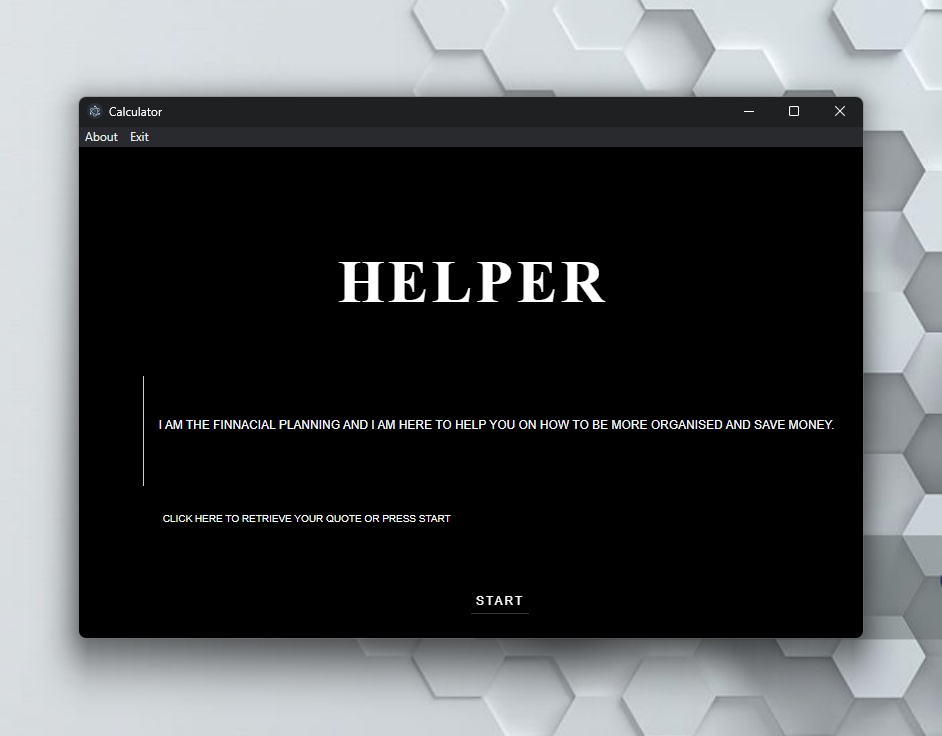 Calculator
About Exit
HELPER
I AM THE FINNACIAL PLANNING AND I AM HERE TO HELP YOU ON HOW TO BE MORE ORGANISED AND SAVE MONEY.
CLICK HERE TO RETRIEVE YOUR QUOTE OR PRESS START
START